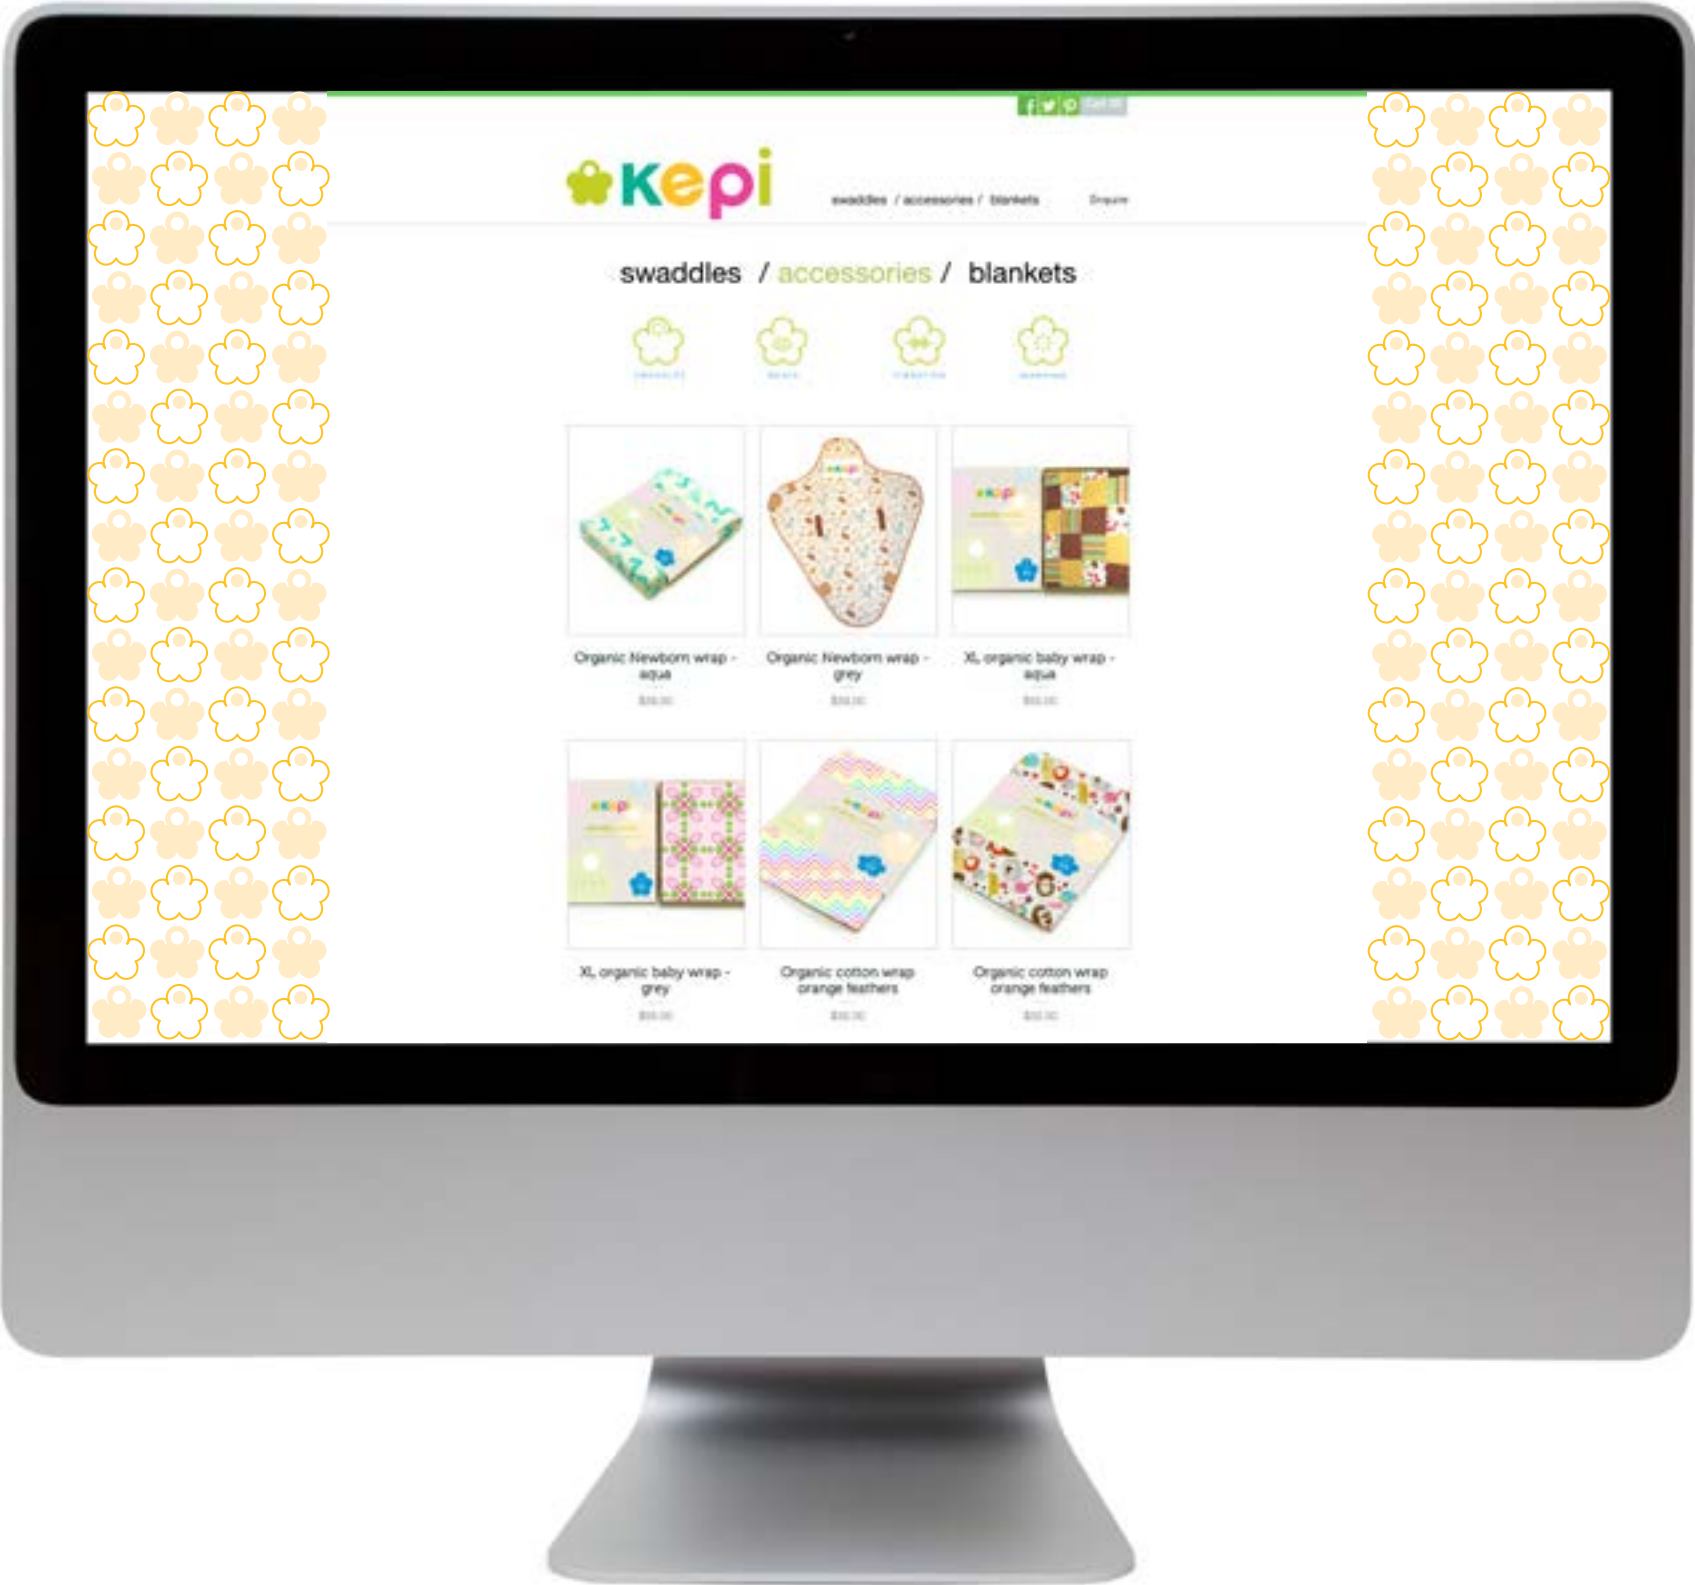 kepi
swaddles / accessories / blankets Enquire
swaddles / accessories / blankets
Organic Newborn wrap -
aqua
Organic Newborn wrap -
grey
XL organic baby wrap -
aqua
XL organic baby wrap -
grey
Organic cotton wrap
orange feathers
Organic cotton wrap
orange feathers